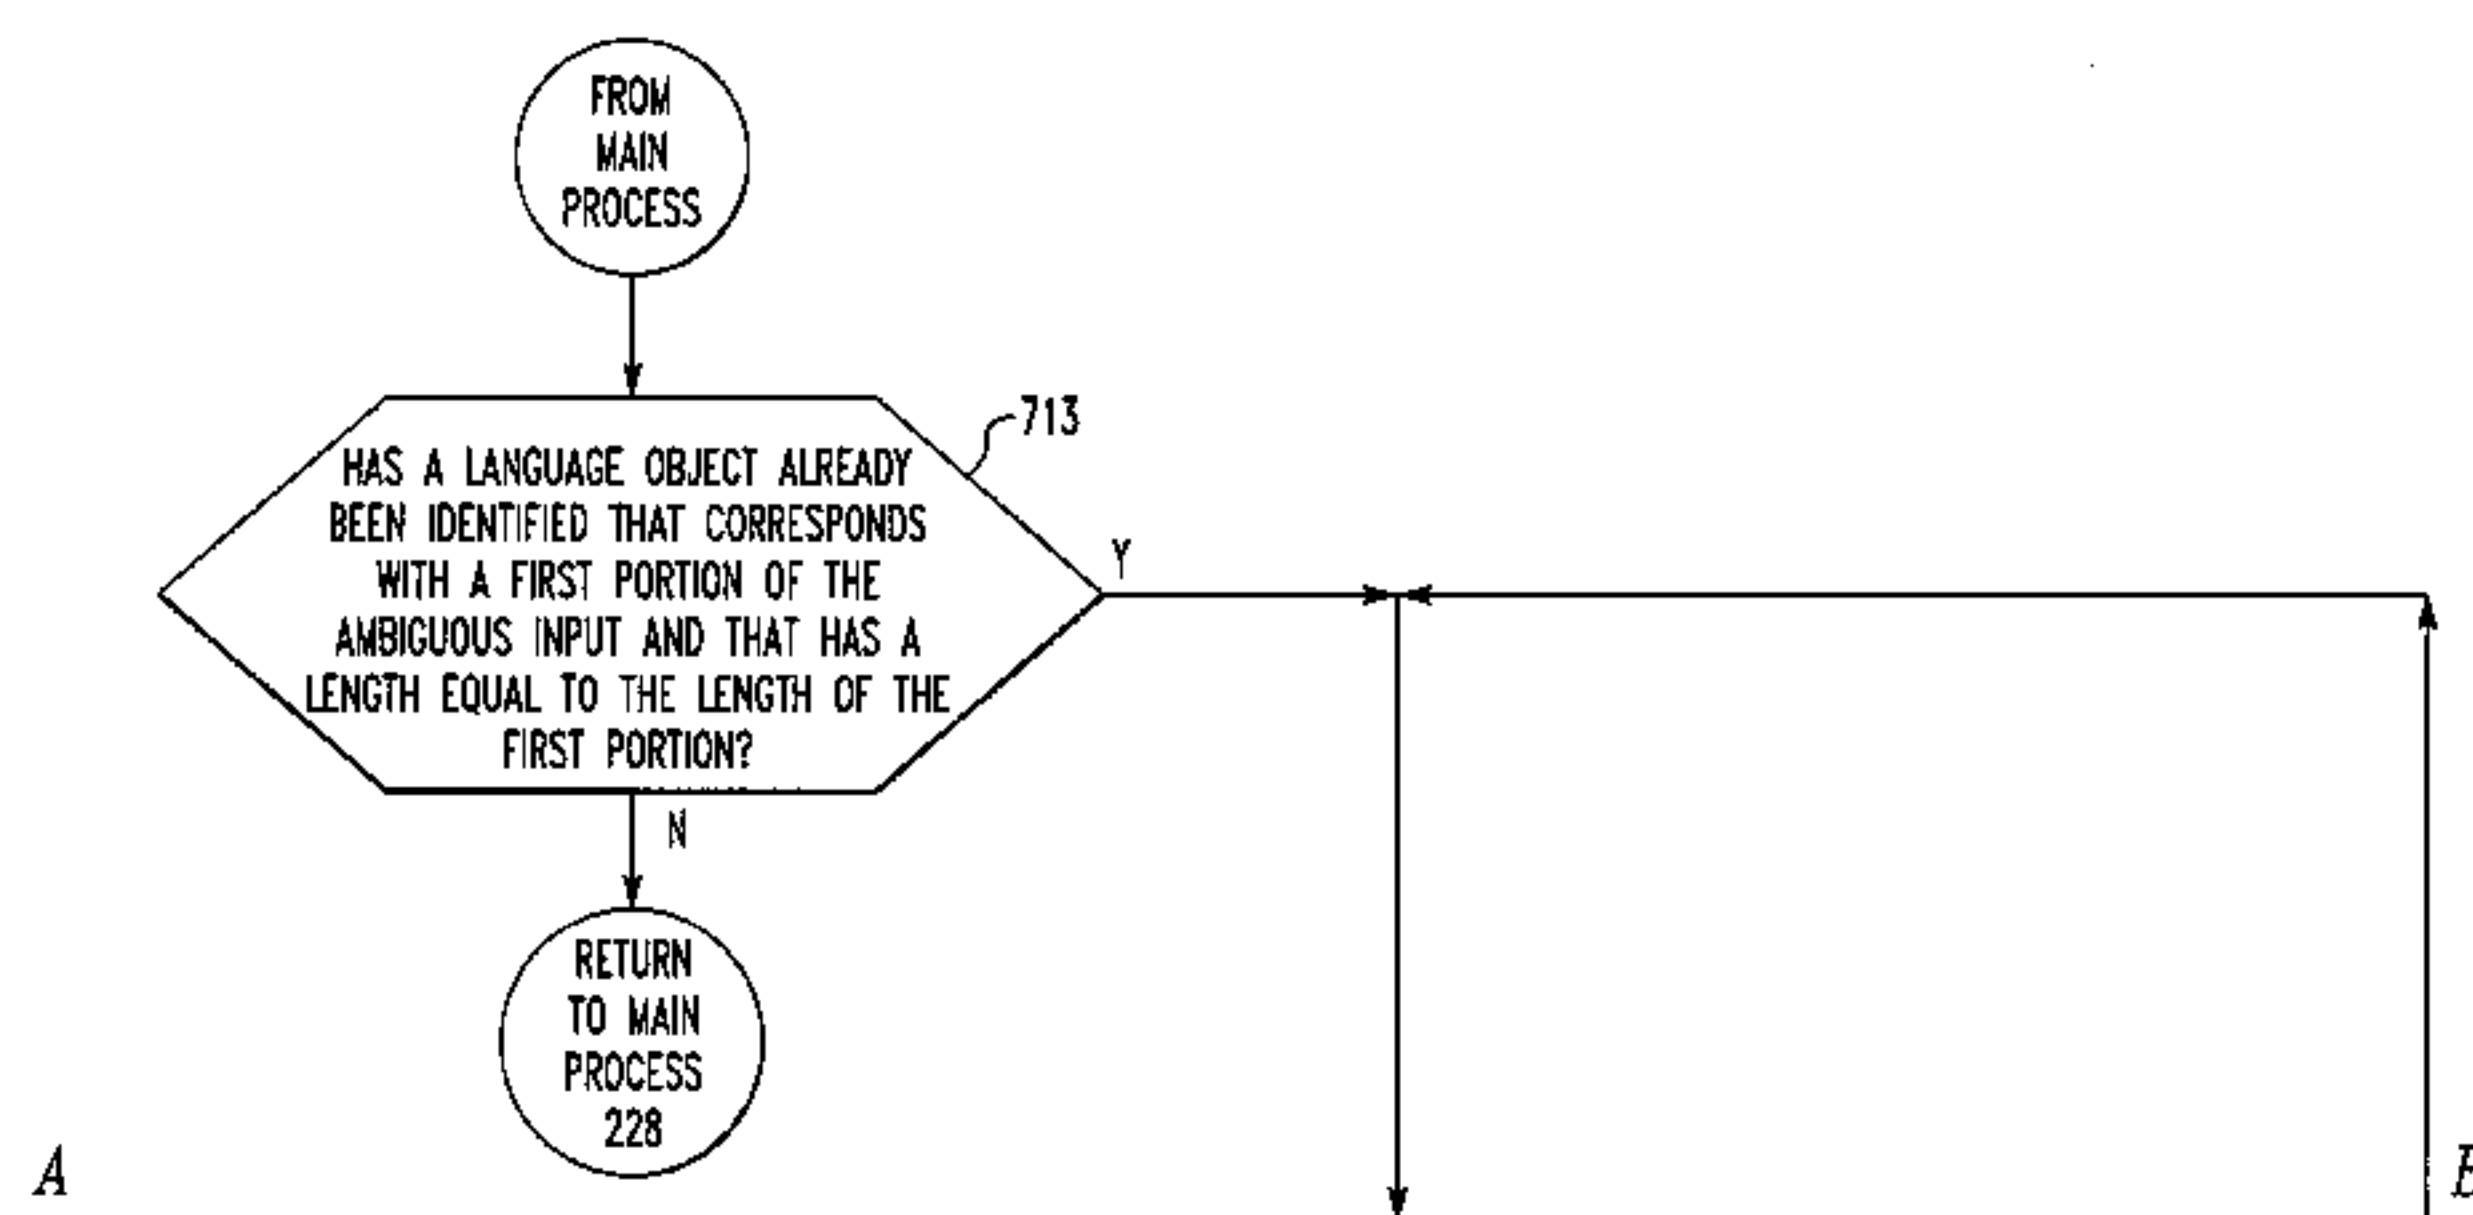 FROM
MAIN
PROCESS
713
HAS A LANGUAGE OBJECT ALREADY
BEEN IDENTIFIED THAT CORRESPONDS
WITH A FIRST PORTION OF THE
AMBIGUOUS INPUT AND THAT HAS A
LENGTH EQUAL TO THE LENGTH OF THE
FIRST PORTION?
Y
N
RETURN
TO MAIN
PROCESS
228
A